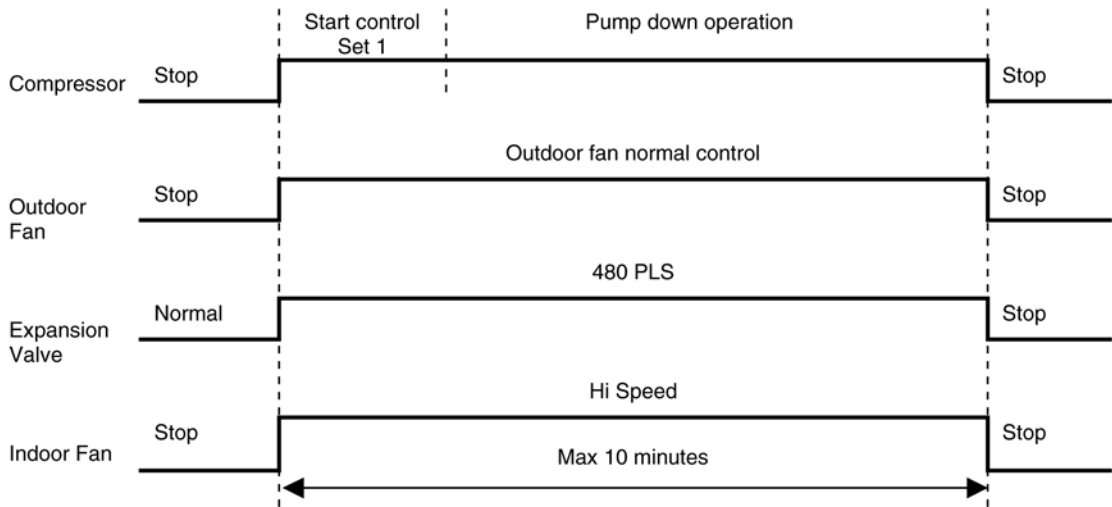 Start control
Set 1
Pump down operation
Compressor
Stop
Stop
Outdoor fan normal control
Outdoor
Fan
Stop
Stop
480 PLS
Expansion
Valve
Normal
Stop
Hi Speed
Indoor Fan
Stop
Stop
Max 10 minutes